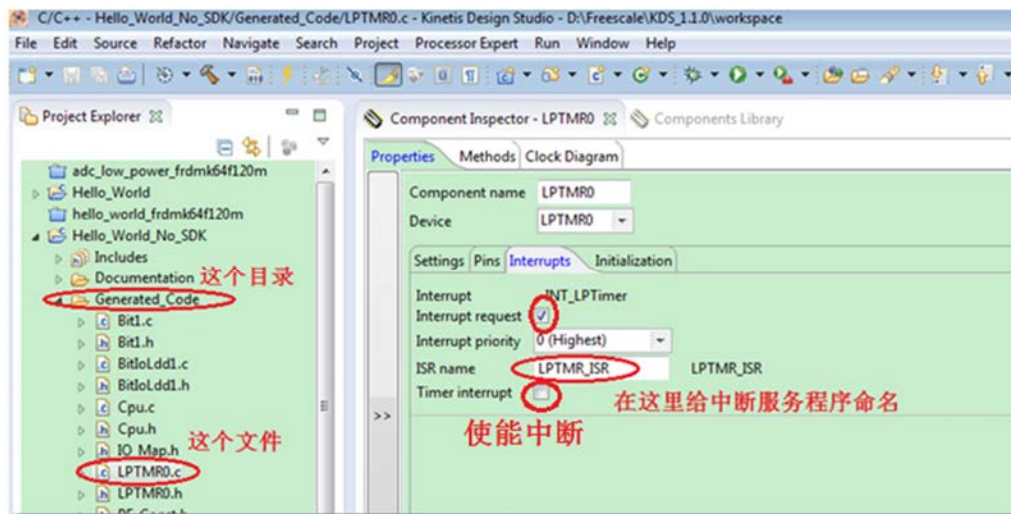 C/C++ - Hello_World_No_SDK/Generated_Code/LPTMR0.c - Kinetis Design Studio - D:\Freescale\KDS_1.1.0\workspace
File Edit Source Refactor Navigate Search Project Processor Expert Run Window Help
Project Explorer
Component Inspector - LPTMR0 Components Library
Properties Methods Clock Diagram
adc_low_power_frdmk64f120m
Hello_World
hello_world_frdmk64f120m
Hello_World_No_SDK
Includes
Documentation
这个目录
Generated_Code
Bit1.c
Bit1.h
BitIoLdd1.c
BitIoLdd1.h
Cpu.c
Cpu.h
IO_Map.h
这个文件
LPTMR0.c
LPTMR0.h
>>
Component name LPTMR0
Device LPTMR0
Settings Pins Interrupts Initialization
Interrupt INT_LPTimer
Interrupt request
Interrupt priority 0 (Highest)
ISR name LPTMR_ISR LPTMR_ISR
Timer interrupt
在这里给中断服务程序命名
使能中断